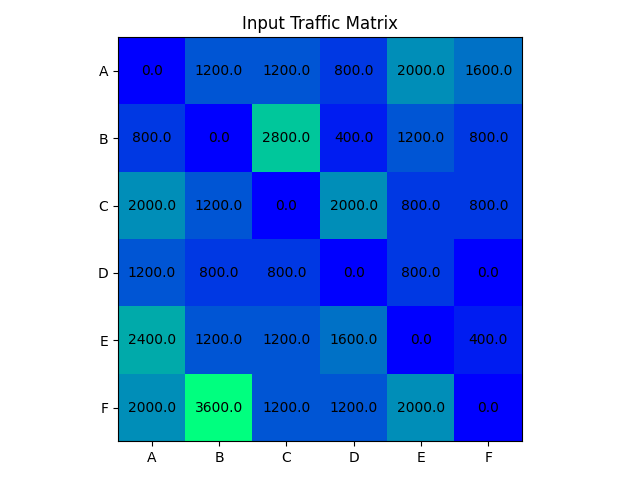 Input Traffic Matrix
A 0.0 1200.0 1200.0 800.0 2000.0 1600.0
B 800.0 0.0 2800.0 400.0 1200.0 800.0
C 2000.0 1200.0 0.0 2000.0 800.0 800.0
D 1200.0 800.0 800.0 0.0 800.0 0.0
E 2400.0 1200.0 1200.0 1600.0 0.0 400.0
F 2000.0 3600.0 1200.0 1200.0 2000.0 0.0
A B C D E F